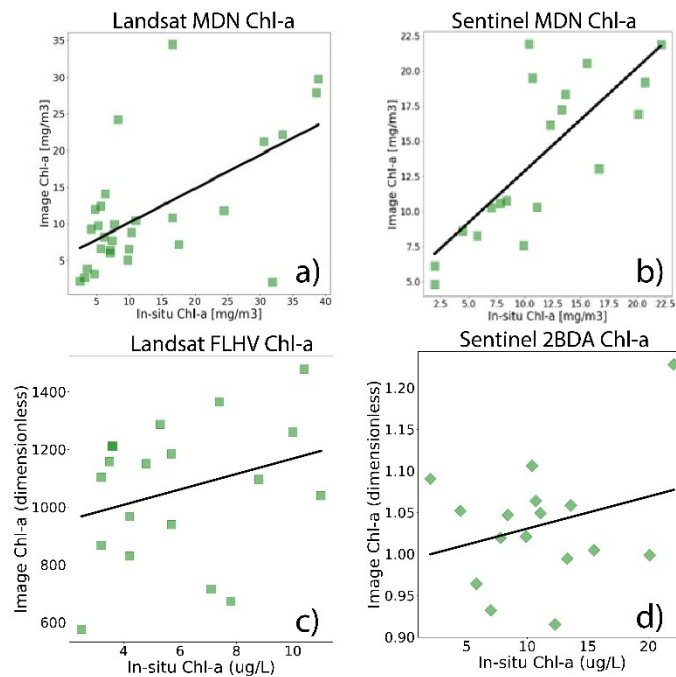 Landsat MDN Chl-a
Image Chl-a [mg/m3]
35
30
25
20
15
10
5
5 10 15 20 25 30 35 40
In-situ Chl-a [mg/m3]
a)
Sentinel MDN Chl-a
Image Chl-a [mg/m3]
22.5
20.0
17.5
15.0
12.5
10.0
7.5
5.0
2.5 5.0 7.5 10.0 12.5 15.0 17.5 20.0 22.5
In-situ Chl-a [mg/m3]
b)
Landsat FLHV Chl-a
Image Chl-a (dimensionless)
1400
1200
1000
800
600
4 6 8 10
In-situ Chl-a (ug/L)
c)
Sentinel 2BDA Chl-a
Image Chl-a (dimensionless)
1.20
1.15
1.10
1.05
1.00
0.95
0.90
5 10 15 20
In-situ Chl-a (ug/L)
d)